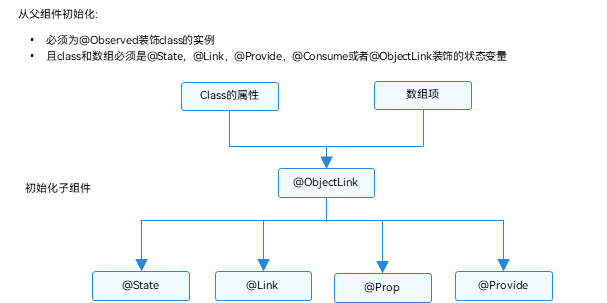 从父组件初始化:
• 必须为@Observed装饰class的实例
• 且class和数组必须是@State, @Link, @Provide, @Consume或者@ObjectLink装饰的状态变量
Class的属性
数组项
@ObjectLink
初始化子组件
@State
@Link
@Prop
@Provide